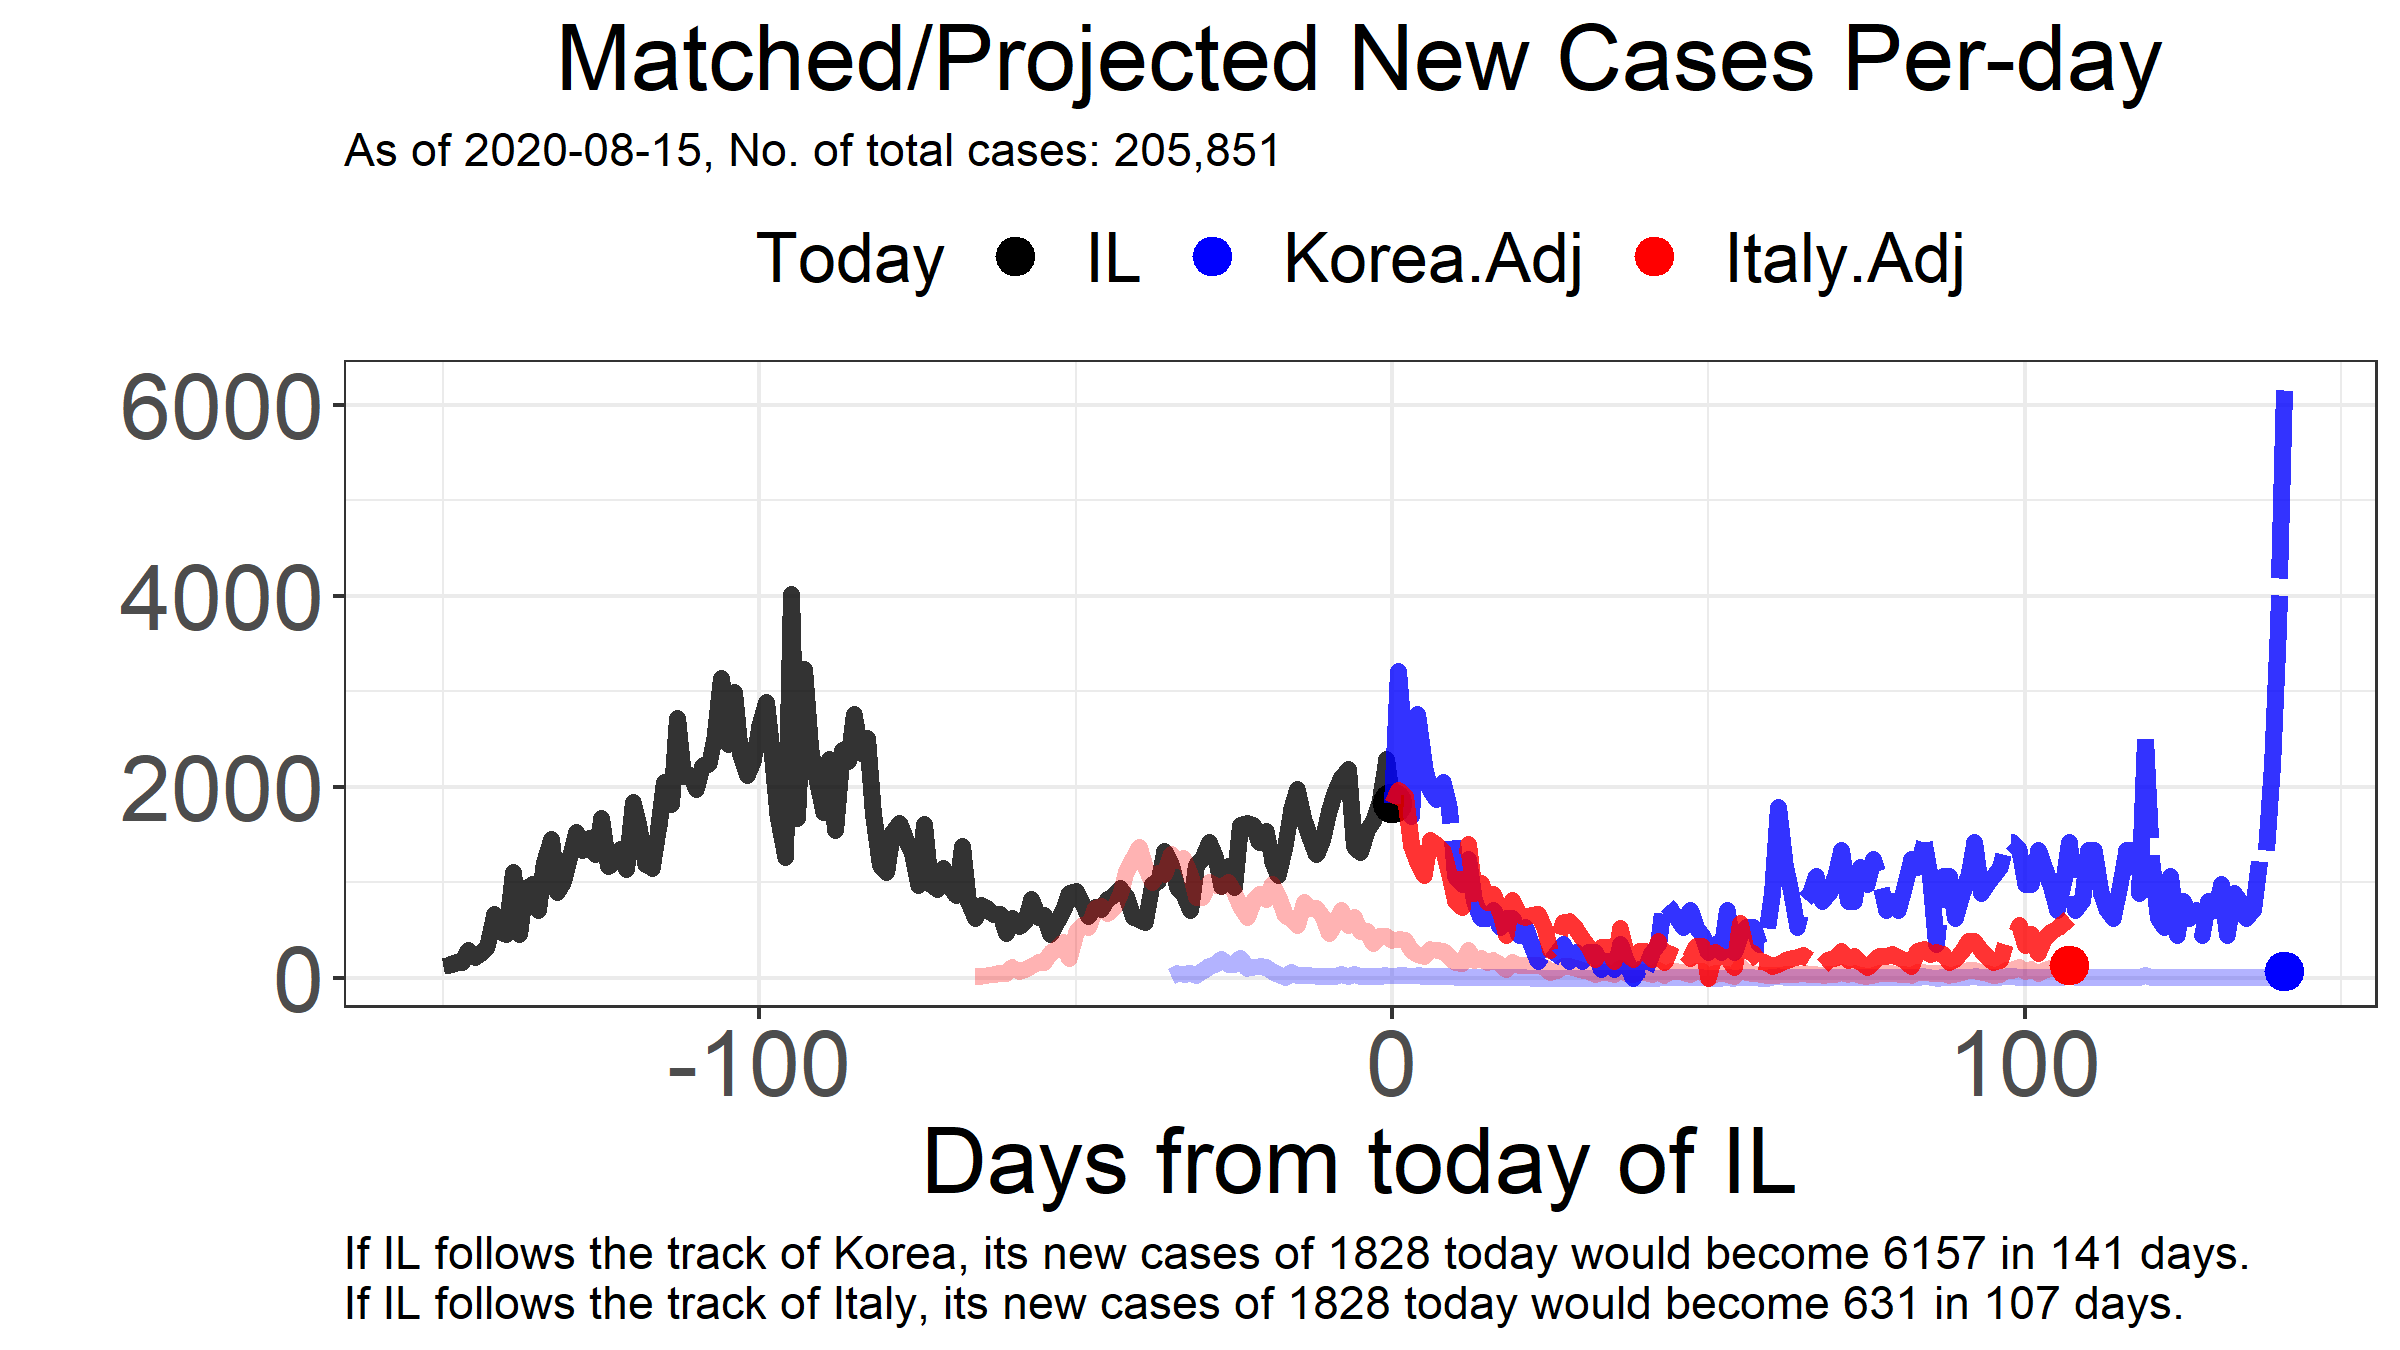 Matched/Projected New Cases Per-day
As of 2020-08-15, No. of total cases: 205,851
Today IL Korea.Adj Italy.Adj
6000
4000
2000
0
-100 0 100
Days from today of IL
If IL follows the track of Korea, its new cases of 1828 today would become 6157 in 141 days.
If IL follows the track of Italy, its new cases of 1828 today would become 631 in 107 days.